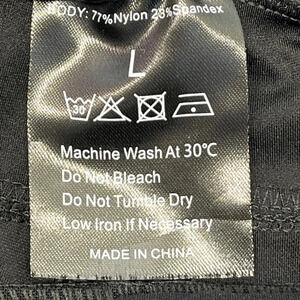 BODY: 77%Nylon 23%Spandex
L
30
Machine Wash At 30℃
Do Not Bleach
Do Not Tumble Dry
Low Iron If Necessary
MADE IN CHINA